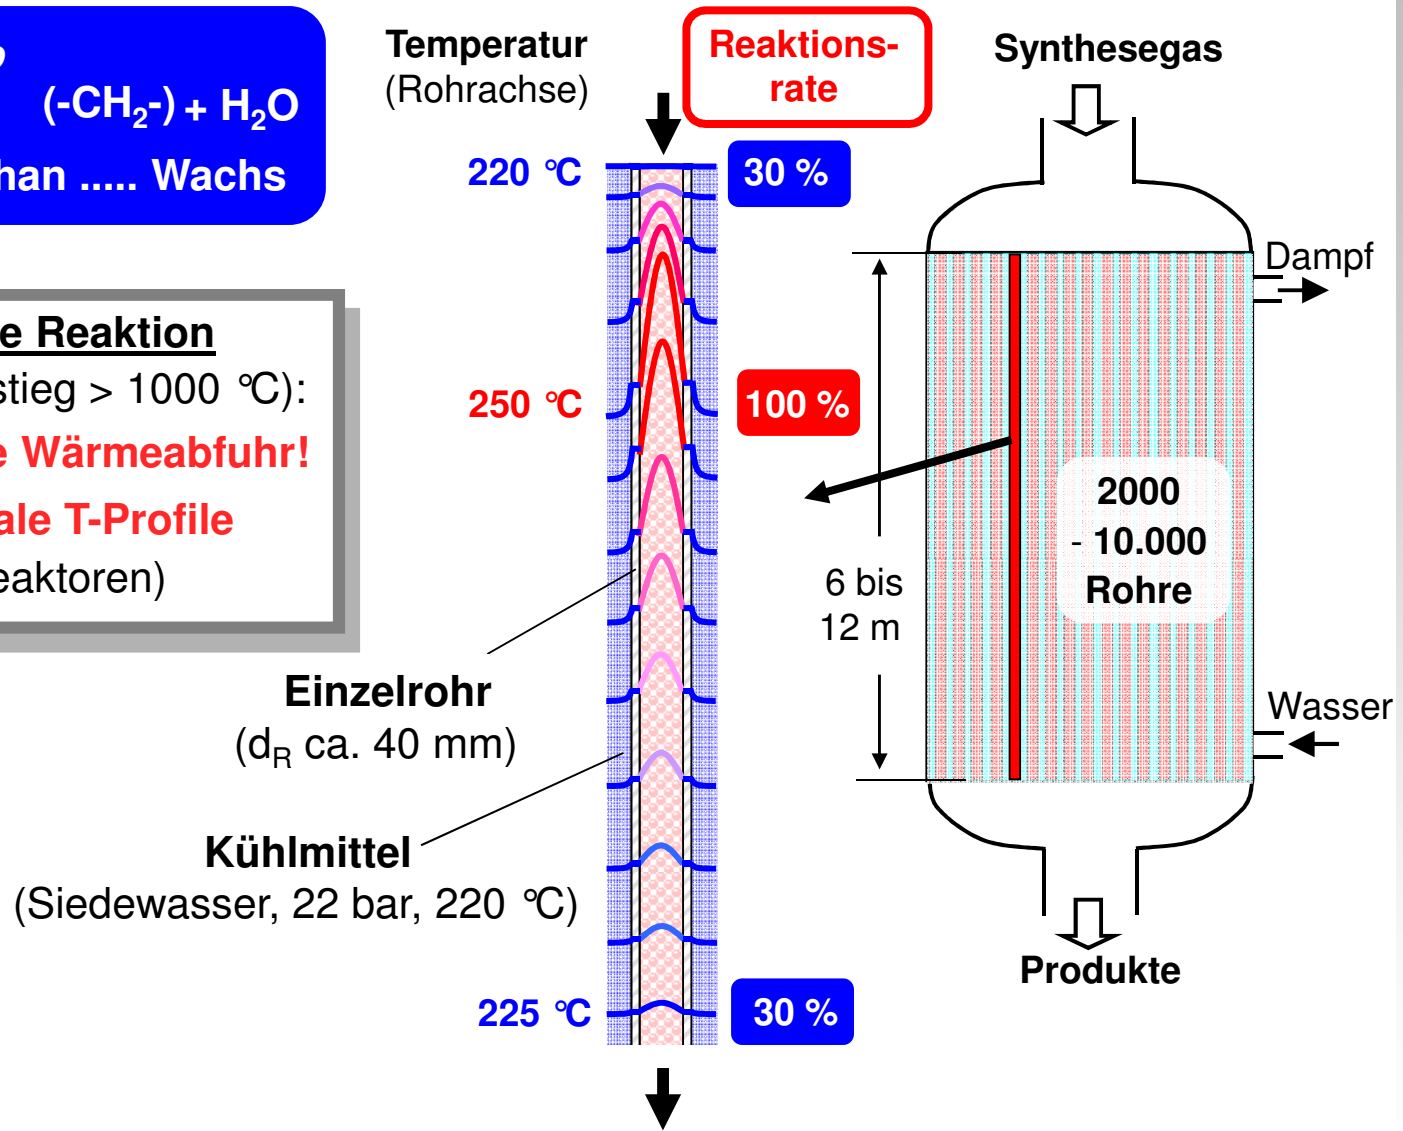 (-CH2-) + H2O
han ..... Wachs
e Reaktion
stieg > 1000 °C):
e Wärmeabfuhr!
ale T-Profile
eaktoren)
Temperatur
(Rohrachse)
Reaktions-
rate
220 °C
30 %
250 °C
100 %
Einzelrohr
(dR ca. 40 mm)
Kühlmittel
(Siedewasser, 22 bar, 220 °C)
225 °C
30 %
Synthesegas
Dampf
2000
- 10.000
Rohre
6 bis
12 m
Wasser
Produkte